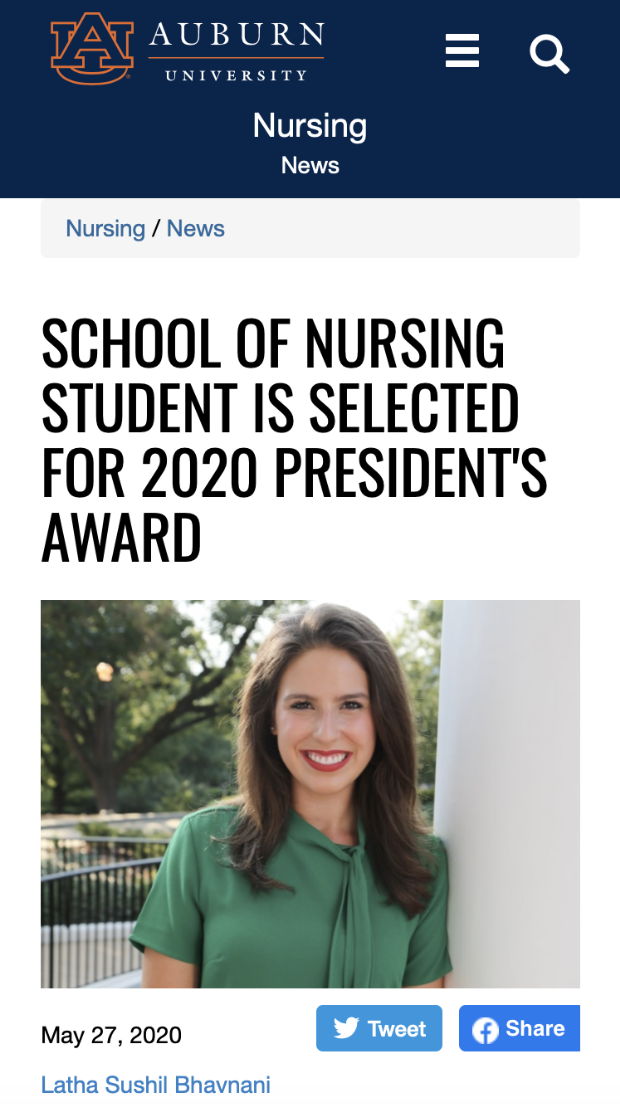 AUBURN
UNIVERSITY
Nursing
News
Nursing / News
SCHOOL OF NURSING
STUDENT IS SELECTED
FOR 2020 PRESIDENT'S
AWARD
May 27, 2020
Tweet
Share
Latha Sushil Bhavnani